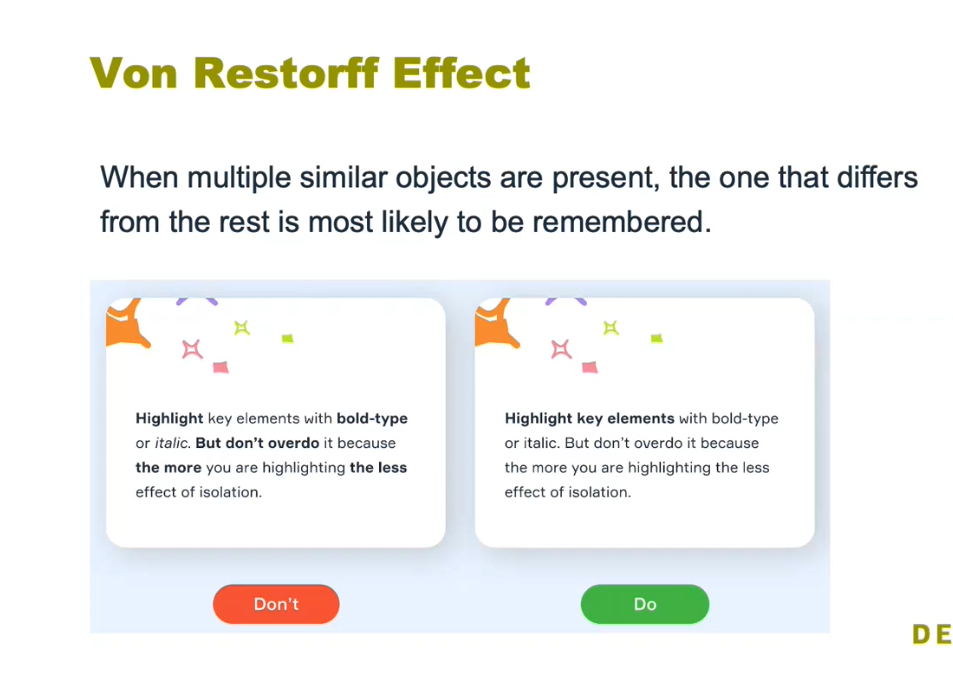 Von Restorff Effect
When multiple similar objects are present, the one that differs
from the rest is most likely to be remembered.
Highlight key elements with bold-type
or italic. But don't overdo it because
the more you are highlighting the less
effect of isolation.
Don't
Highlight key elements with bold-type
or italic. But don't overdo it because
the more you are highlighting the less
effect of isolation.
Do
DE